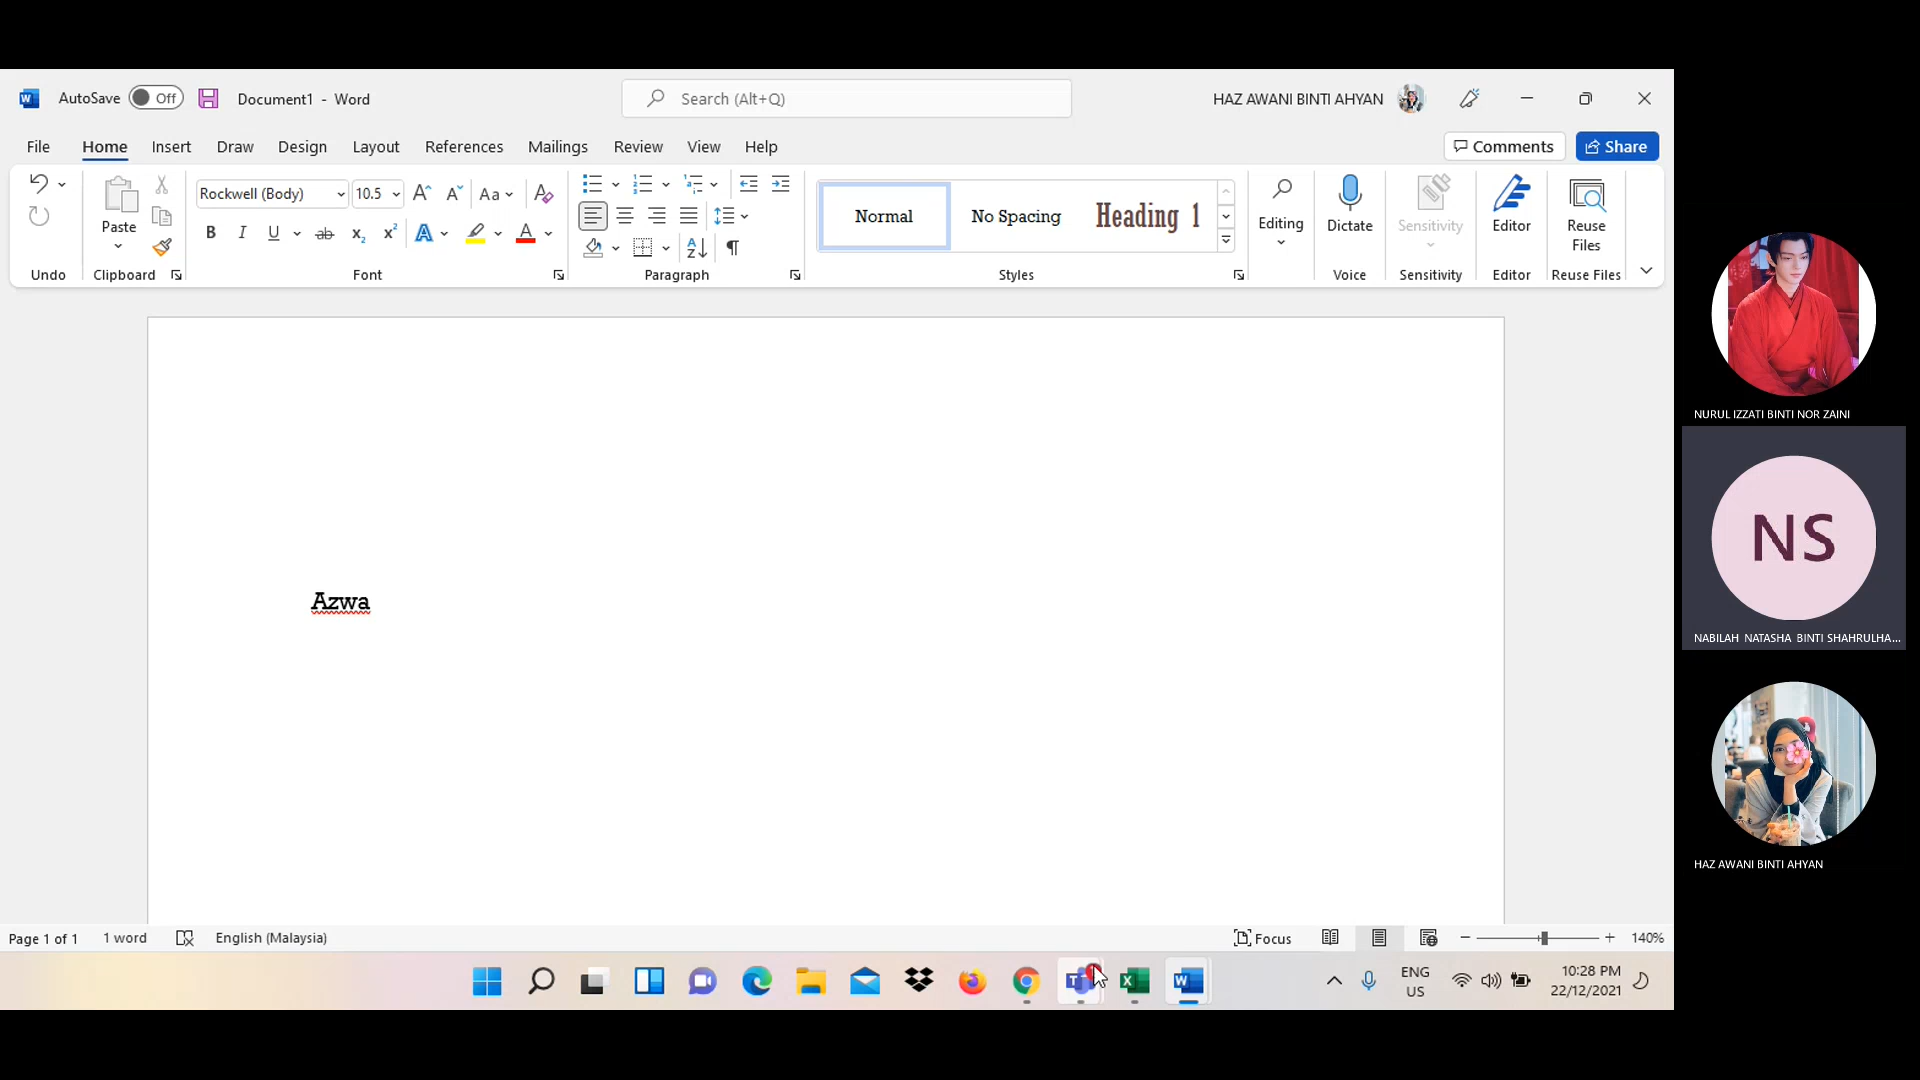 AutoSave Off Document1 - Word Search (Alt+Q) HAZ AWANI BINTI AHYAN
File Home Insert Draw Design Layout References Mailings Review View Help Comments Share
Rockwell (Body) 10.5 Aa
Paste
B I U ab x₂ x² A A
Normal No Spacing Heading 1
Editing Dictate Sensitivity Editor Reuse Files
Undo Clipboard Font Paragraph Styles Voice Sensitivity Editor Reuse Files
Azwa
NURUL IZZATI BINTI NOR ZAINI
NS
NABILAH NATASHA BINTI SHAHRULHA...
HAZ AWANI BINTI AHYAN
Page 1 of 1 1 word English (Malaysia) Focus 140%
ENG
US
10:28 PM
22/12/2021